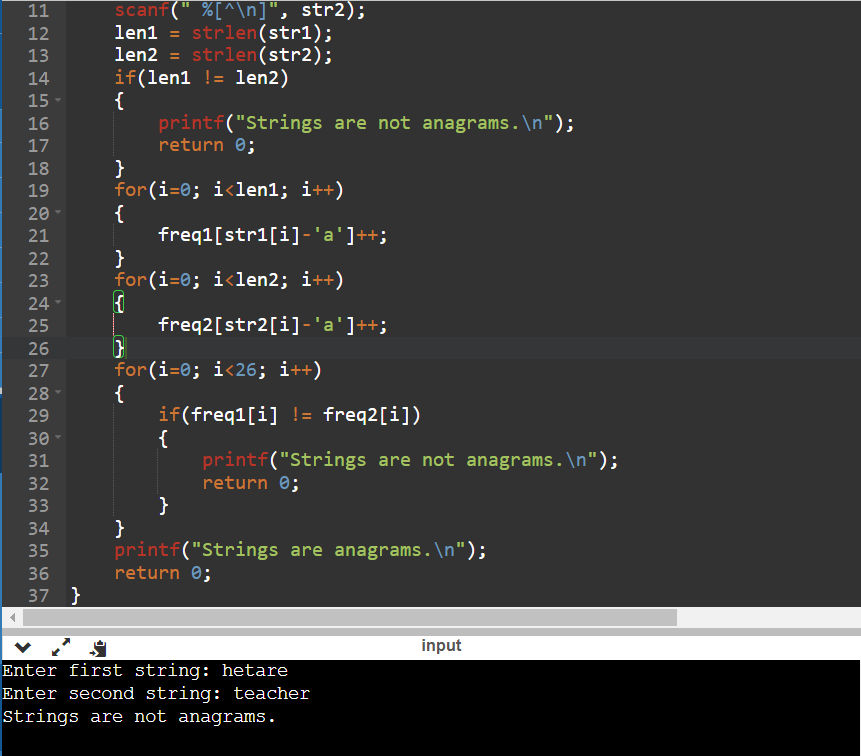 11 scanf(" %[^\n]", str2);
12 len1 = strlen(str1);
13 len2 = strlen(str2);
14 if(len1 != len2)
15 {
16 printf("Strings are not anagrams.\n");
17 return 0;
18 }
19 for(i=0; i<len1; i++)
20 {
21 freq1[str1[i]-'a']++;
22 }
23 for(i=0; i<len2; i++)
24 {
25 freq2[str2[i]-'a']++;
26 }
27 for(i=0; i<26; i++)
28 {
29 if(freq1[i] != freq2[i])
30 {
31 printf("Strings are not anagrams.\n");
32 return 0;
33 }
34 }
35 printf("Strings are anagrams.\n");
36 return 0;
37 }
input
Enter first string: hetare
Enter second string: teacher
Strings are not anagrams.